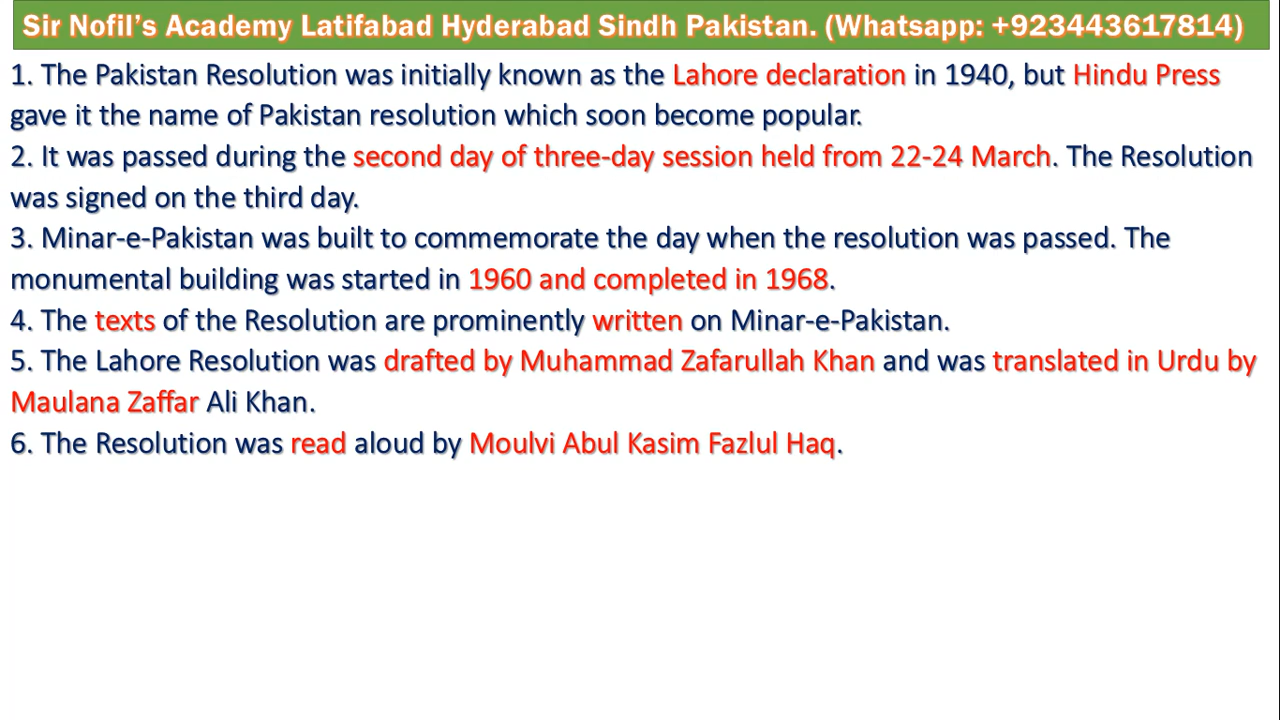 Sir Nofil’s Academy Latifabad Hyderabad Sindh Pakistan. (Whatsapp: +923443617814)
1. The Pakistan Resolution was initially known as the Lahore declaration in 1940, but Hindu Press
gave it the name of Pakistan resolution which soon become popular.
2. It was passed during the second day of three-day session held from 22-24 March. The Resolution
was signed on the third day.
3. Minar-e-Pakistan was built to commemorate the day when the resolution was passed. The
monumental building was started in 1960 and completed in 1968.
4. The texts of the Resolution are prominently written on Minar-e-Pakistan.
5. The Lahore Resolution was drafted by Muhammad Zafarullah Khan and was translated in Urdu by
Maulana Zaffar Ali Khan.
6. The Resolution was read aloud by Moulvi Abul Kasim Fazlul Haq.